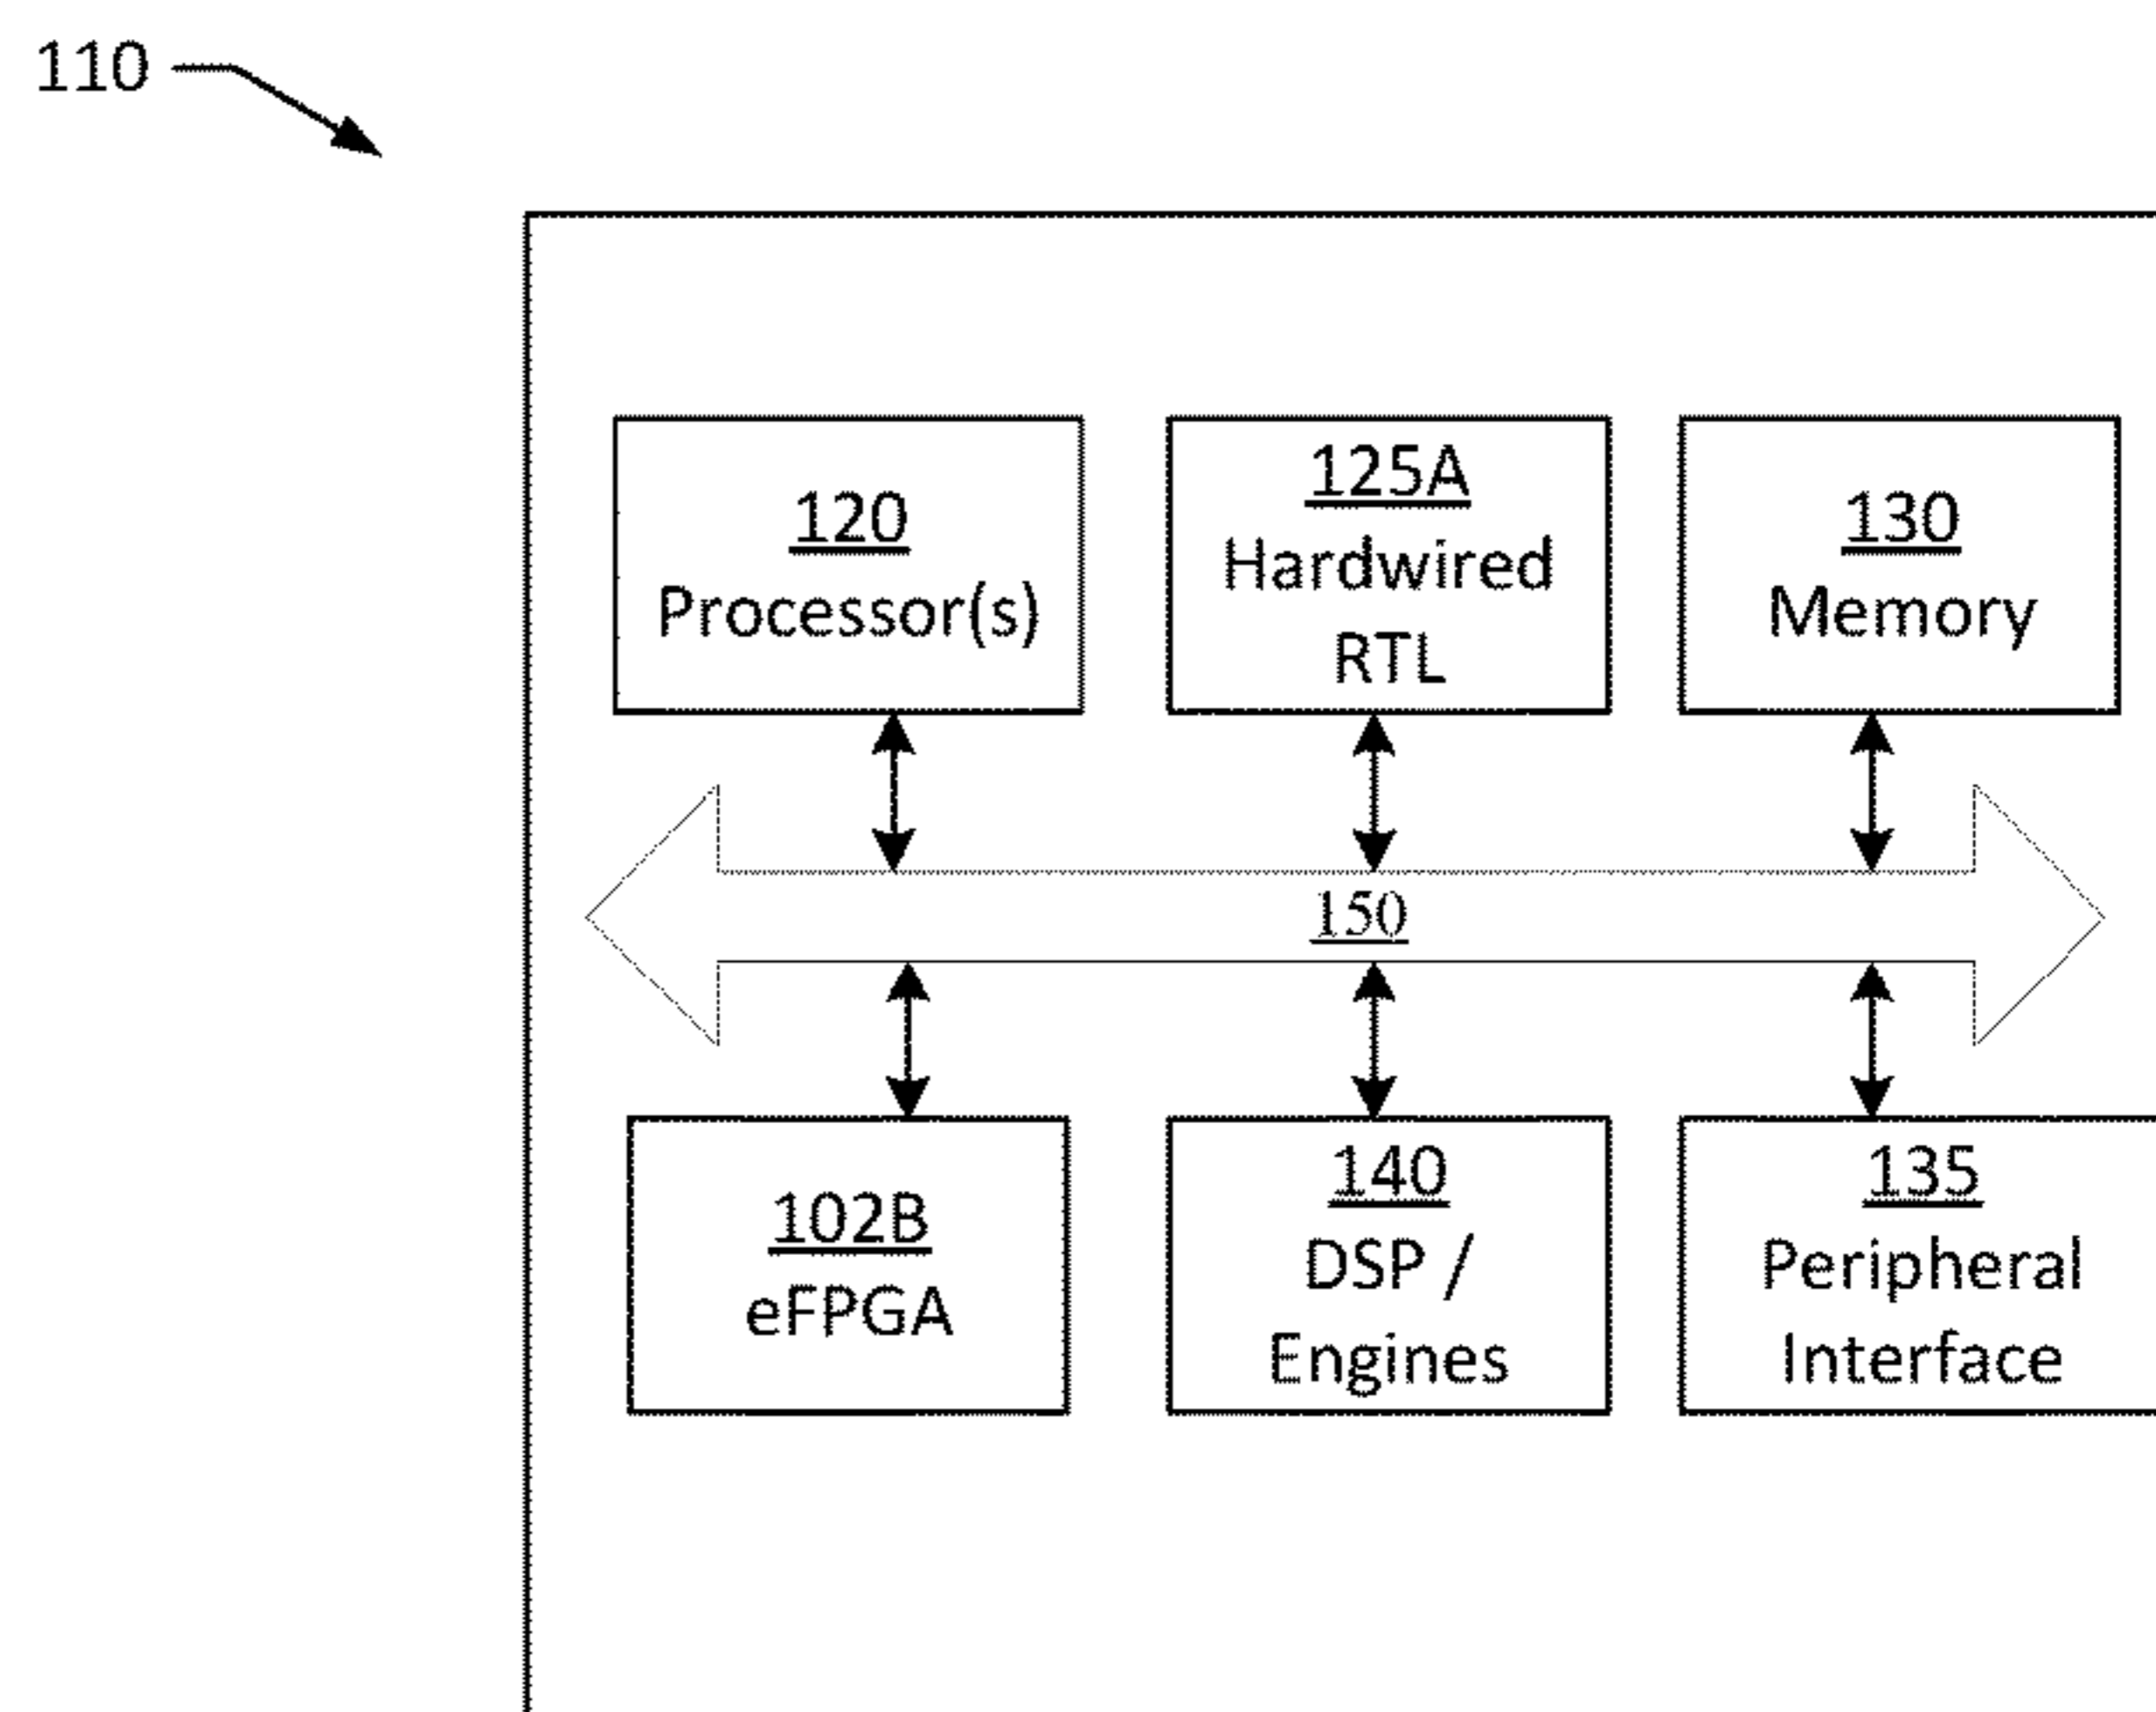 110
120
Processor(s)
125A
Hardwired
RTL
130
Memory
150
102B
eFPGA
140
DSP /
Engines
135
Peripheral
Interface